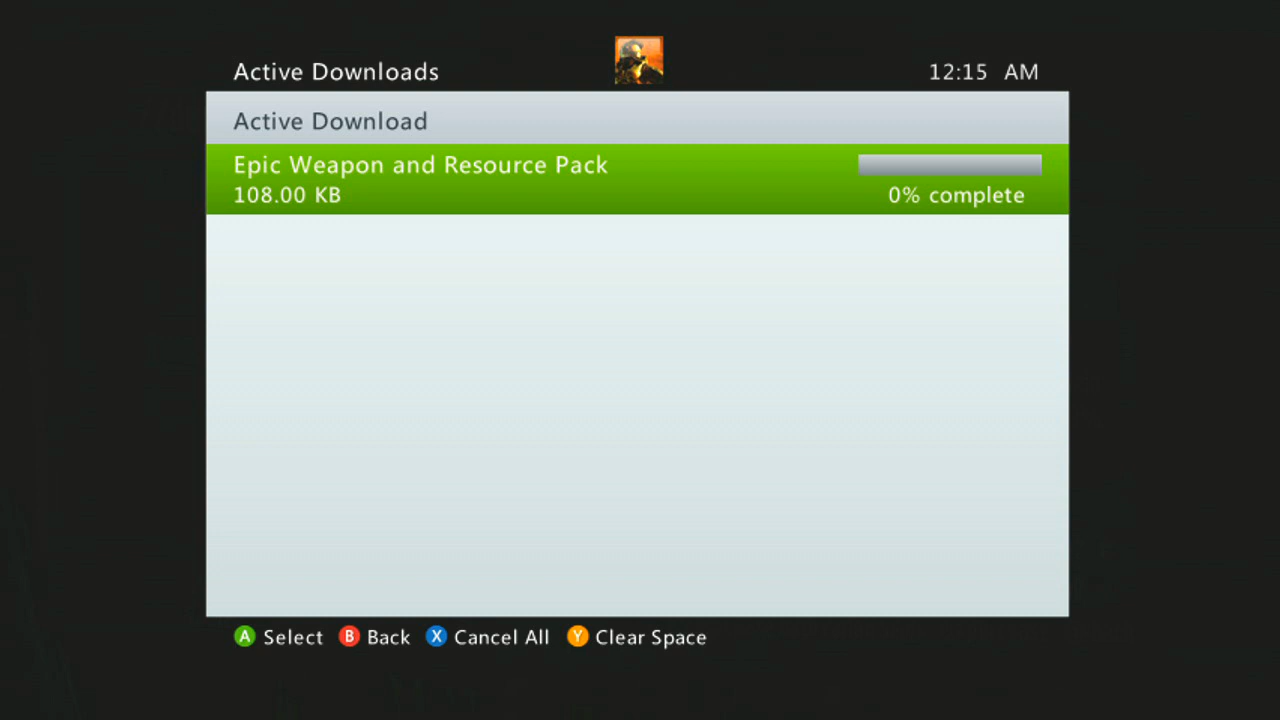 Active Downloads
12:15 AM
Active Download
Epic Weapon and Resource Pack
108.00 KB
0% complete
A Select B Back X Cancel All Y Clear Space